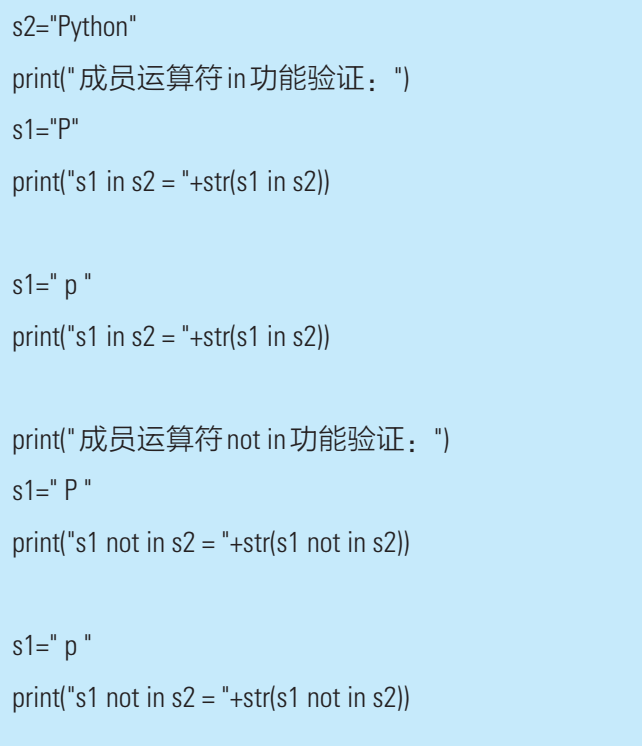 s2="Python"
print("成员运算符in功能验证：")
s1="P"
print("s1 in s2 = "+str(s1 in s2))
s1=" p "
print("s1 in s2 = "+str(s1 in s2))
print("成员运算符not in功能验证：")
s1=" P "
print("s1 not in s2 = "+str(s1 not in s2))
s1=" p "
print("s1 not in s2 = "+str(s1 not in s2))